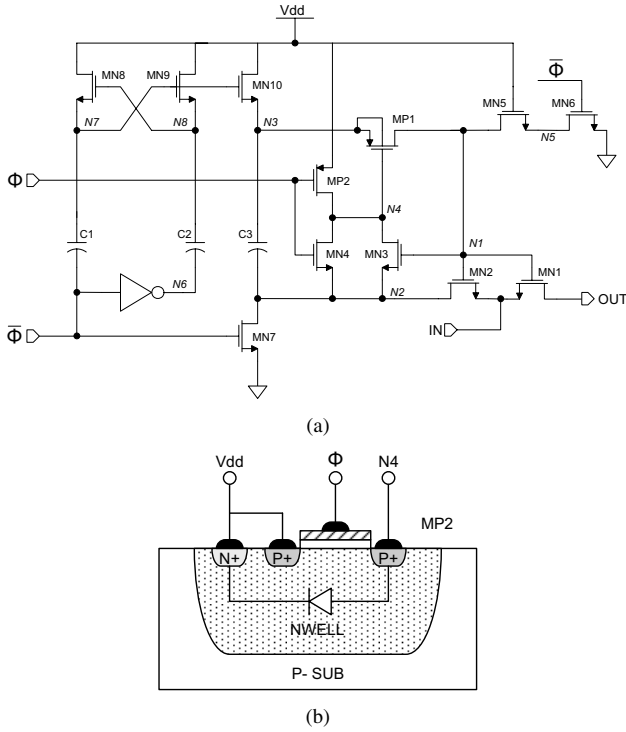 Vdd
MN8
MN9
MN10
MN5
Φ̅
MN6
N7
N8
N3
MP1
N5
Φ
MP2
N4
C1
C2
C3
MN4
MN3
N1
MN2
MN1
N6
N2
OUT
Φ̅
MN7
IN
(a)
Vdd
Φ
N4
MP2
N+
P+
P+
NWELL
P- SUB
(b)